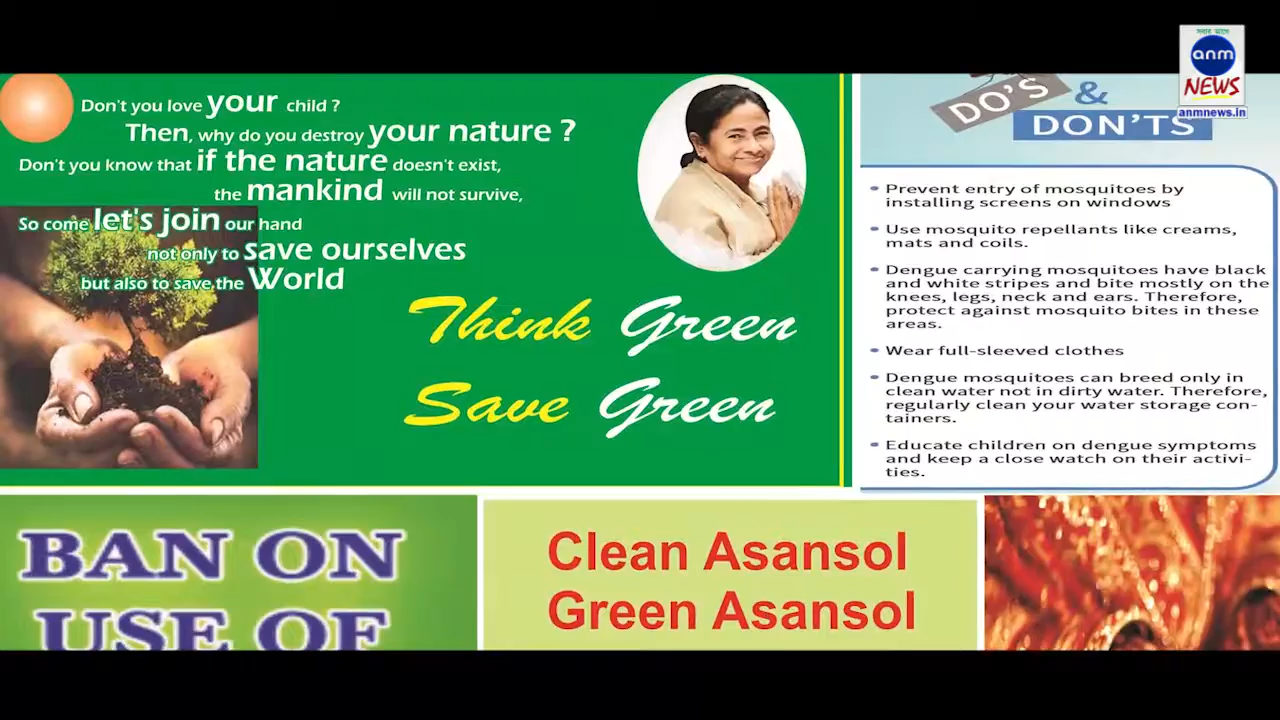 Don't you love your child ?
Then, why do you destroy your nature ?
Don't you know that if the nature doesn't exist,
the mankind will not survive,
So come let's join our hand
not only to save ourselves
but also to save the World
Think Green
Save Green
DO'S &
DON'TS
• Prevent entry of mosquitoes by
installing screens on windows
• Use mosquito repellants like creams,
mats and coils.
• Dengue carrying mosquitoes have black
and white stripes and bite mostly on the
knees, legs, neck and ears. Therefore,
protect against mosquito bites in these
areas.
• Wear full-sleeved clothes
• Dengue mosquitoes can breed only in
clean water not in dirty water. Therefore,
regularly clean your water storage con-
tainers.
• Educate children on dengue symptoms
and keep a close watch on their activi-
ties.
BAN ON
USE OF
Clean Asansol
Green Asansol
সবার আগে
anm
NEWS
anmnews.in